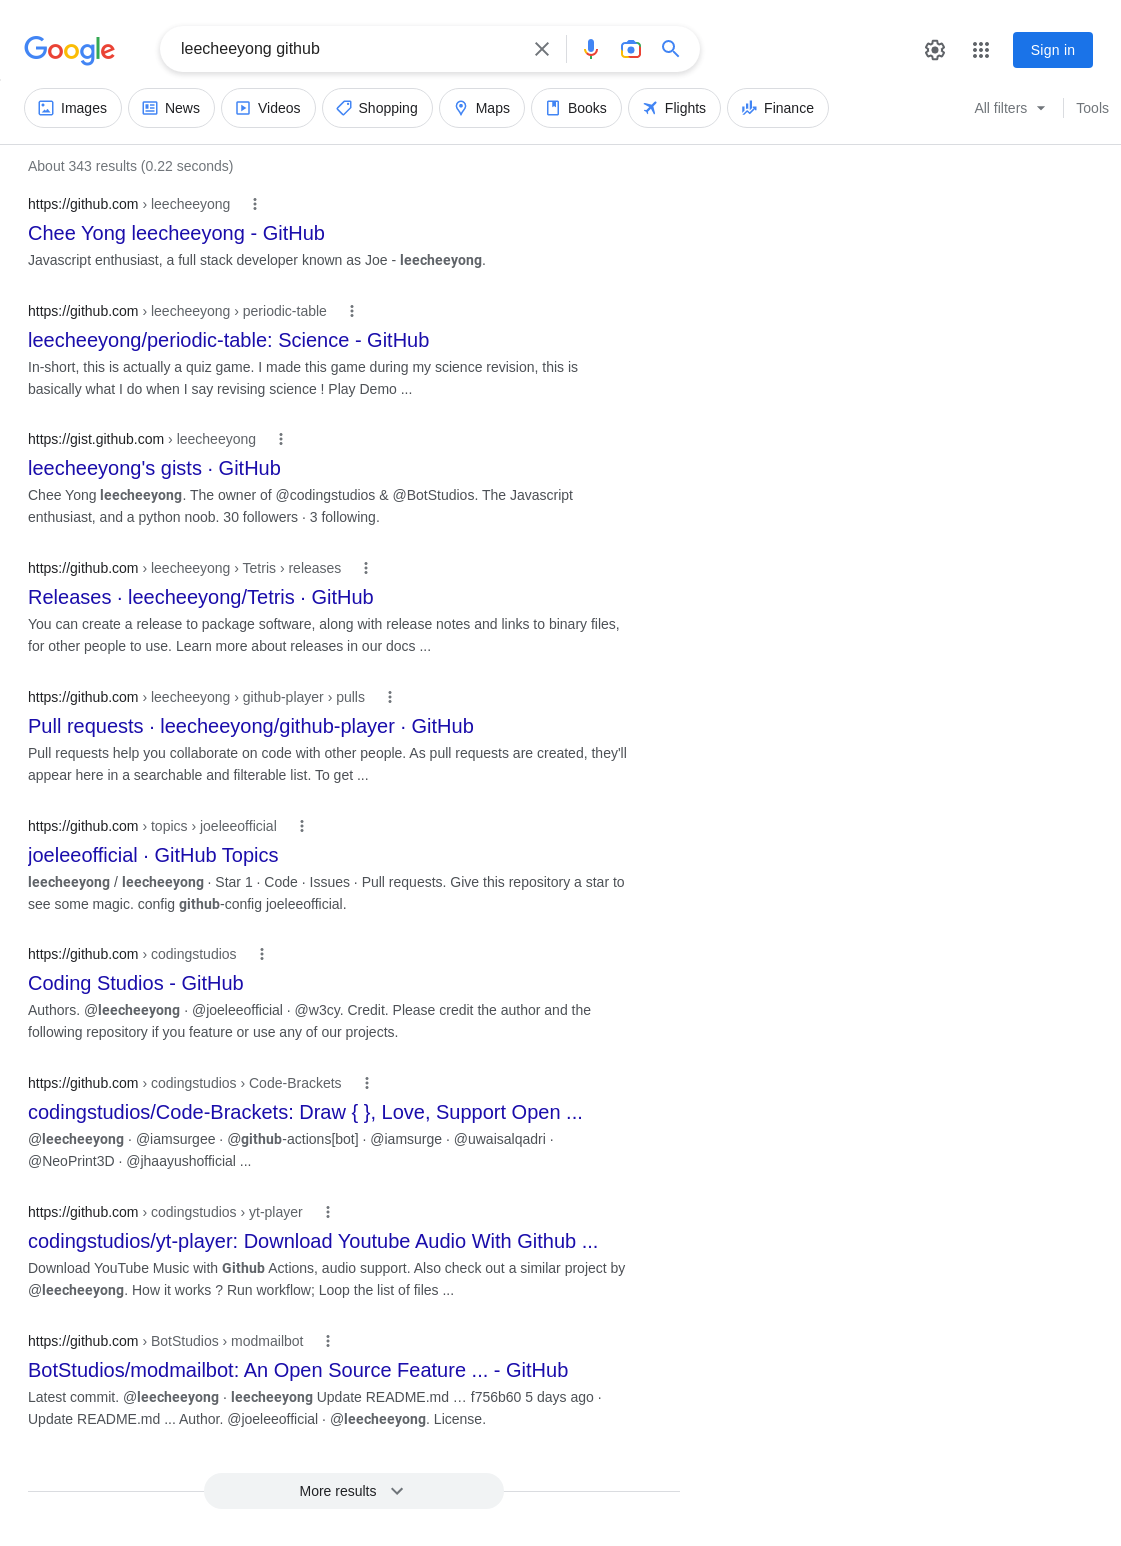 Google
leecheeyong github
Sign in
Images
News
Videos
Shopping
Maps
Books
Flights
Finance
All filters
Tools
About 343 results (0.22 seconds)
https://github.com › leecheeyong
Chee Yong leecheeyong - GitHub
Javascript enthusiast, a full stack developer known as Joe - leecheeyong.
https://github.com › leecheeyong › periodic-table
leecheeyong/periodic-table: Science - GitHub
In-short, this is actually a quiz game. I made this game during my science revision, this is
basically what I do when I say revising science ! Play Demo ...
https://gist.github.com › leecheeyong
leecheeyong's gists · GitHub
Chee Yong leecheeyong. The owner of @codingstudios & @BotStudios. The Javascript
enthusiast, and a python noob. 30 followers · 3 following.
https://github.com › leecheeyong › Tetris › releases
Releases · leecheeyong/Tetris · GitHub
You can create a release to package software, along with release notes and links to binary files,
for other people to use. Learn more about releases in our docs ...
https://github.com › leecheeyong › github-player › pulls
Pull requests · leecheeyong/github-player · GitHub
Pull requests help you collaborate on code with other people. As pull requests are created, they'll
appear here in a searchable and filterable list. To get ...
https://github.com › topics › joeleeofficial
joeleeofficial · GitHub Topics
leecheeyong / leecheeyong · Star 1 · Code · Issues · Pull requests. Give this repository a star to
see some magic. config github-config joeleeofficial.
https://github.com › codingstudios
Coding Studios - GitHub
Authors. @leecheeyong · @joeleeofficial · @w3cy. Credit. Please credit the author and the
following repository if you feature or use any of our projects.
https://github.com › codingstudios › Code-Brackets
codingstudios/Code-Brackets: Draw { }, Love, Support Open ...
@leecheeyong · @iamsurgee · @github-actions[bot] · @iamsurge · @uwaisalqadri ·
@NeoPrint3D · @jhaayushofficial ...
https://github.com › codingstudios › yt-player
codingstudios/yt-player: Download Youtube Audio With Github ...
Download YouTube Music with Github Actions, audio support. Also check out a similar project by
@leecheeyong. How it works ? Run workflow; Loop the list of files ...
https://github.com › BotStudios › modmailbot
BotStudios/modmailbot: An Open Source Feature ... - GitHub
Latest commit. @leecheeyong · leecheeyong Update README.md … f756b60 5 days ago ·
Update README.md ... Author. @joeleeofficial · @leecheeyong. License.
More results